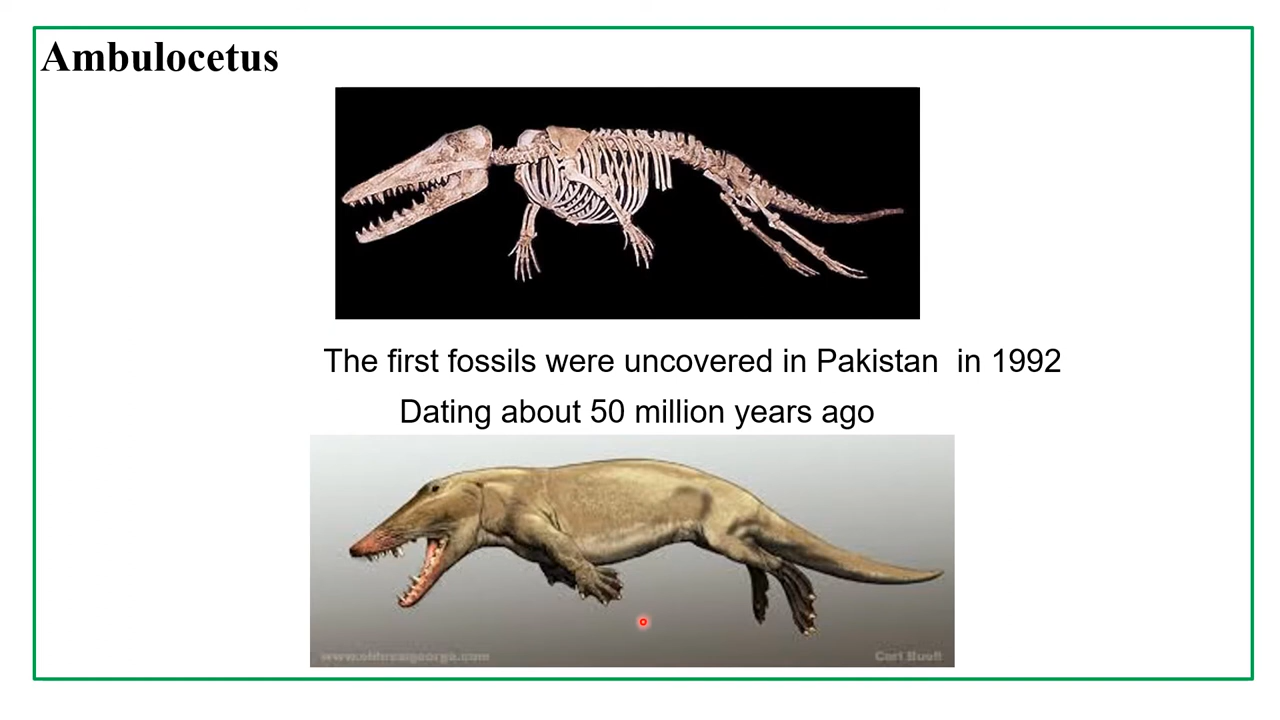 Ambulocetus
The first fossils were uncovered in Pakistan  in 1992
Dating about 50 million years ago
Carl Buell